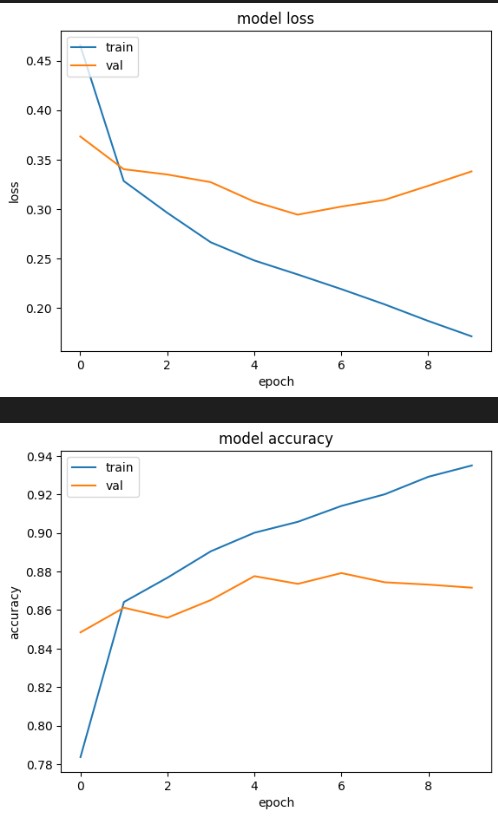 model loss
train
val
0.45
0.40
0.35
0.30
0.25
0.20
loss
0 2 4 6 8
epoch
model accuracy
train
val
0.94
0.92
0.90
0.88
0.86
0.84
0.82
0.80
0.78
accuracy
0 2 4 6 8
epoch